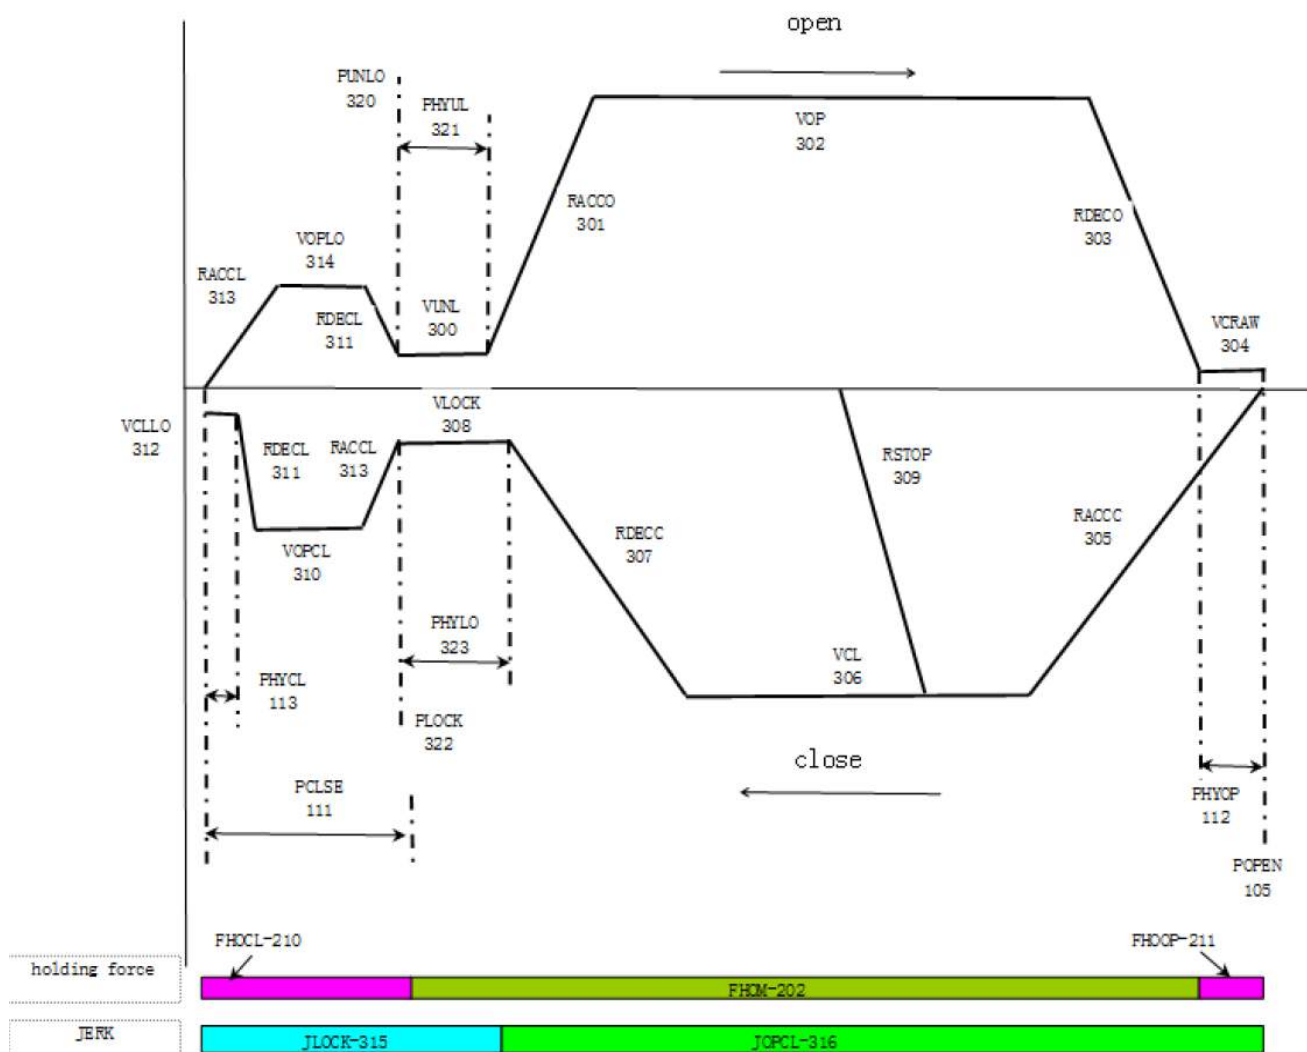 open
PUNLO
320
PHYUL
321
VOP
302
RACCO
301
RDECO
303
VOPLO
314
RACCL
313
RDECL
311
VUNL
300
VCRAW
304
VCLLO
312
VLOCK
308
RDECL
311
RACCL
313
RSTOP
309
RDECC
307
RACCC
305
VOPCL
310
PHYLO
323
VCL
306
PHYCL
113
PLOCK
322
close
PCLSE
111
PHYOP
112
POPEN
105
FHOCL-210
FHOOP-211
holding force
FHOM-202
JERK
JLOCK-315
JOPCL-316